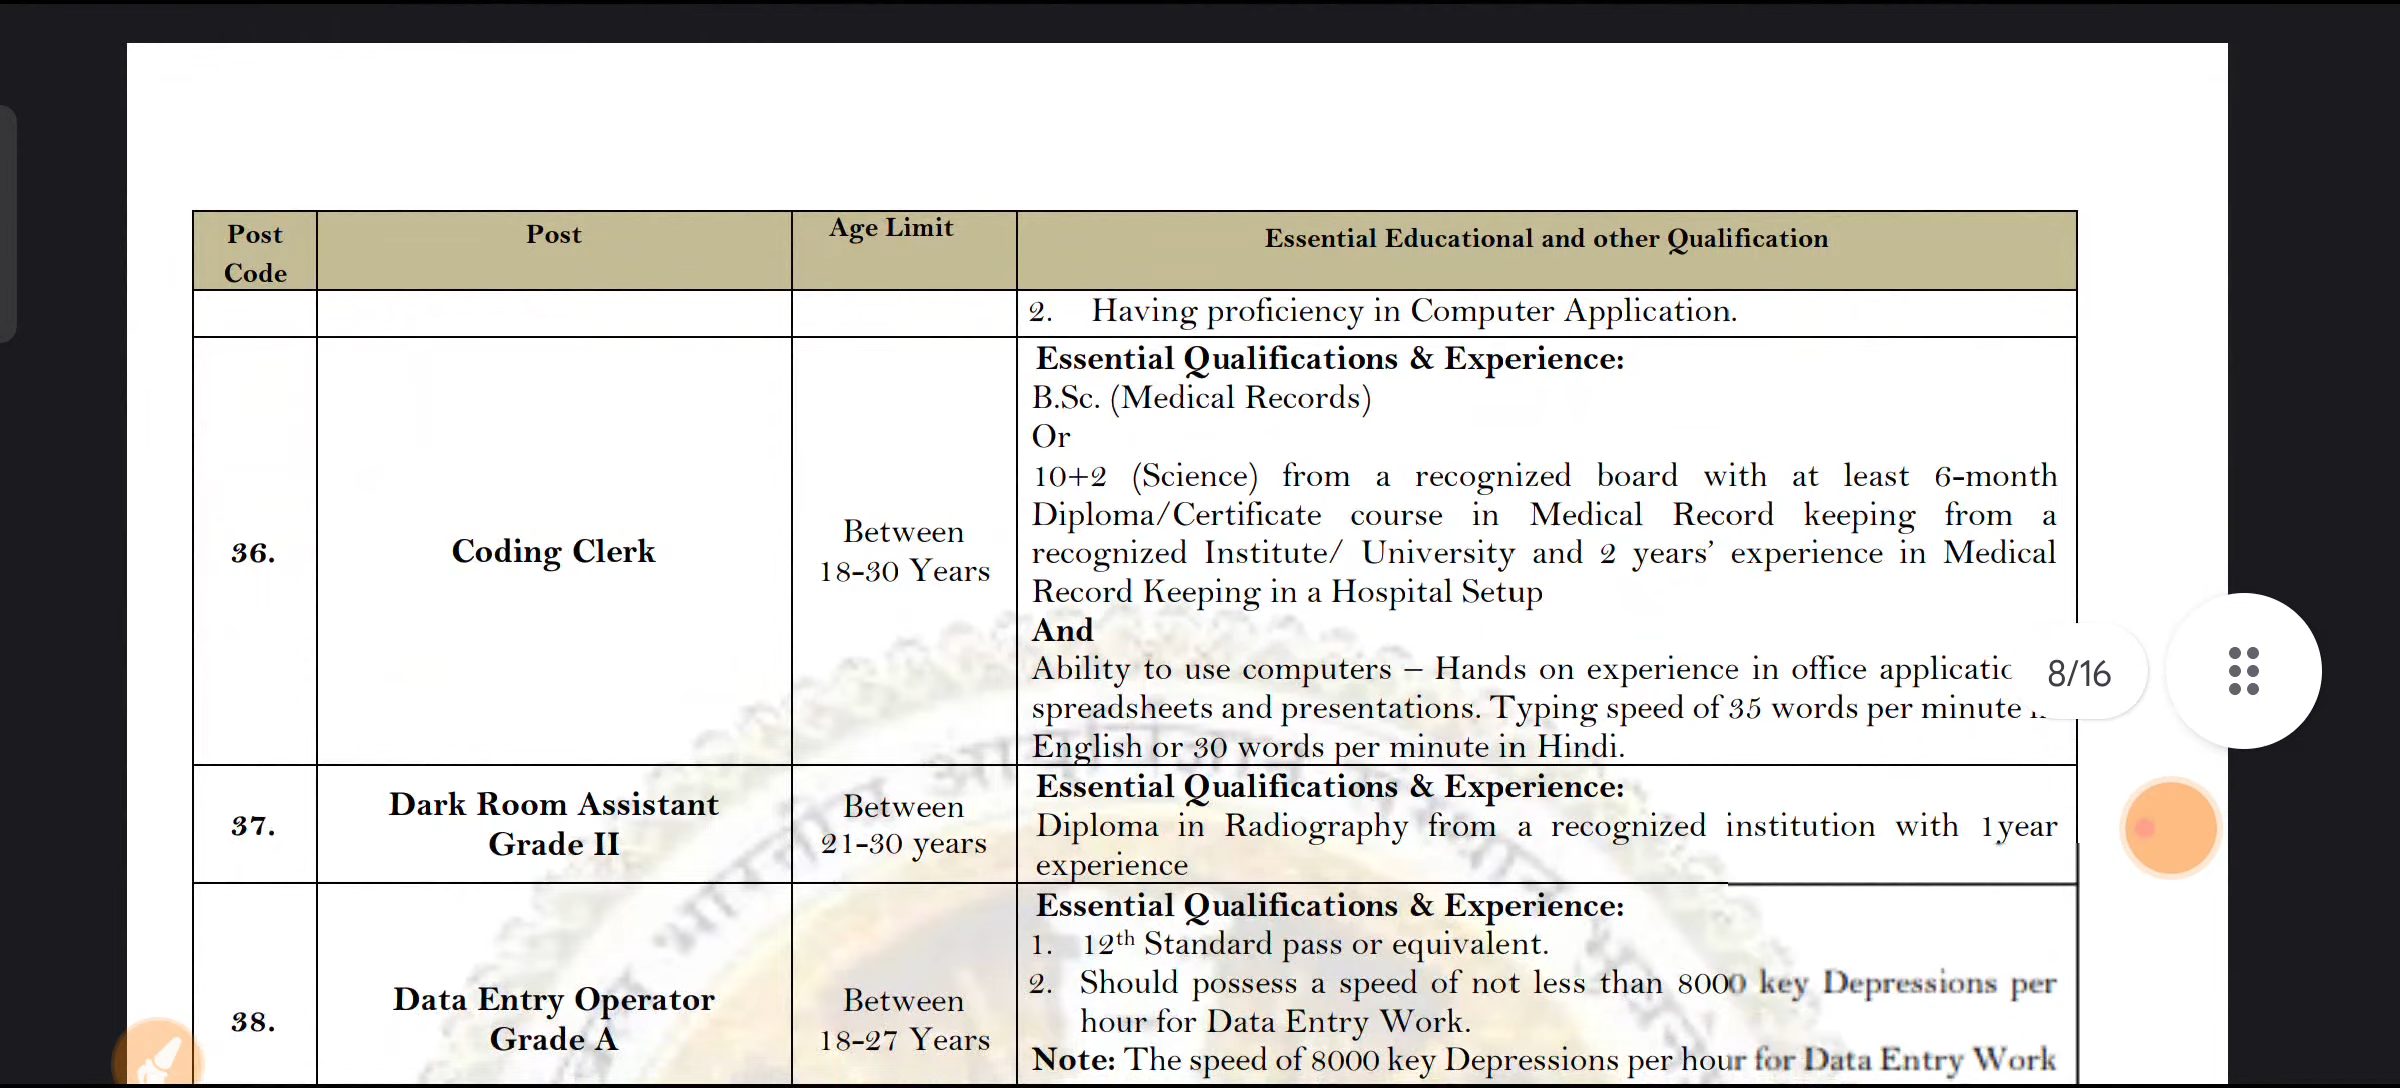 Post Code
Post
Age Limit
Essential Educational and other Qualification
2. Having proficiency in Computer Application.
36.
Coding Clerk
Between
18-30 Years
Essential Qualifications & Experience:
B.Sc. (Medical Records)
Or
10+2 (Science) from a recognized board with at least 6-month
Diploma/Certificate course in Medical Record keeping from a
recognized Institute/ University and 2 years’ experience in Medical
Record Keeping in a Hospital Setup
And
Ability to use computers – Hands on experience in office
spreadsheets and presentations. Typing speed of 35 words per minute
English or 30 words per minute in Hindi.
8/16
37.
Dark Room Assistant
Grade II
Between
21-30 years
Essential Qualifications & Experience:
Diploma in Radiography from a recognized institution with 1year
experience
38.
Data Entry Operator
Grade A
Between
18-27 Years
Essential Qualifications & Experience:
1. 12th Standard pass or equivalent.
2. Should possess a speed of not less than 8000 key Depressions per
hour for Data Entry Work.
Note: The speed of 8000 key Depressions per hour for Data Entry Work